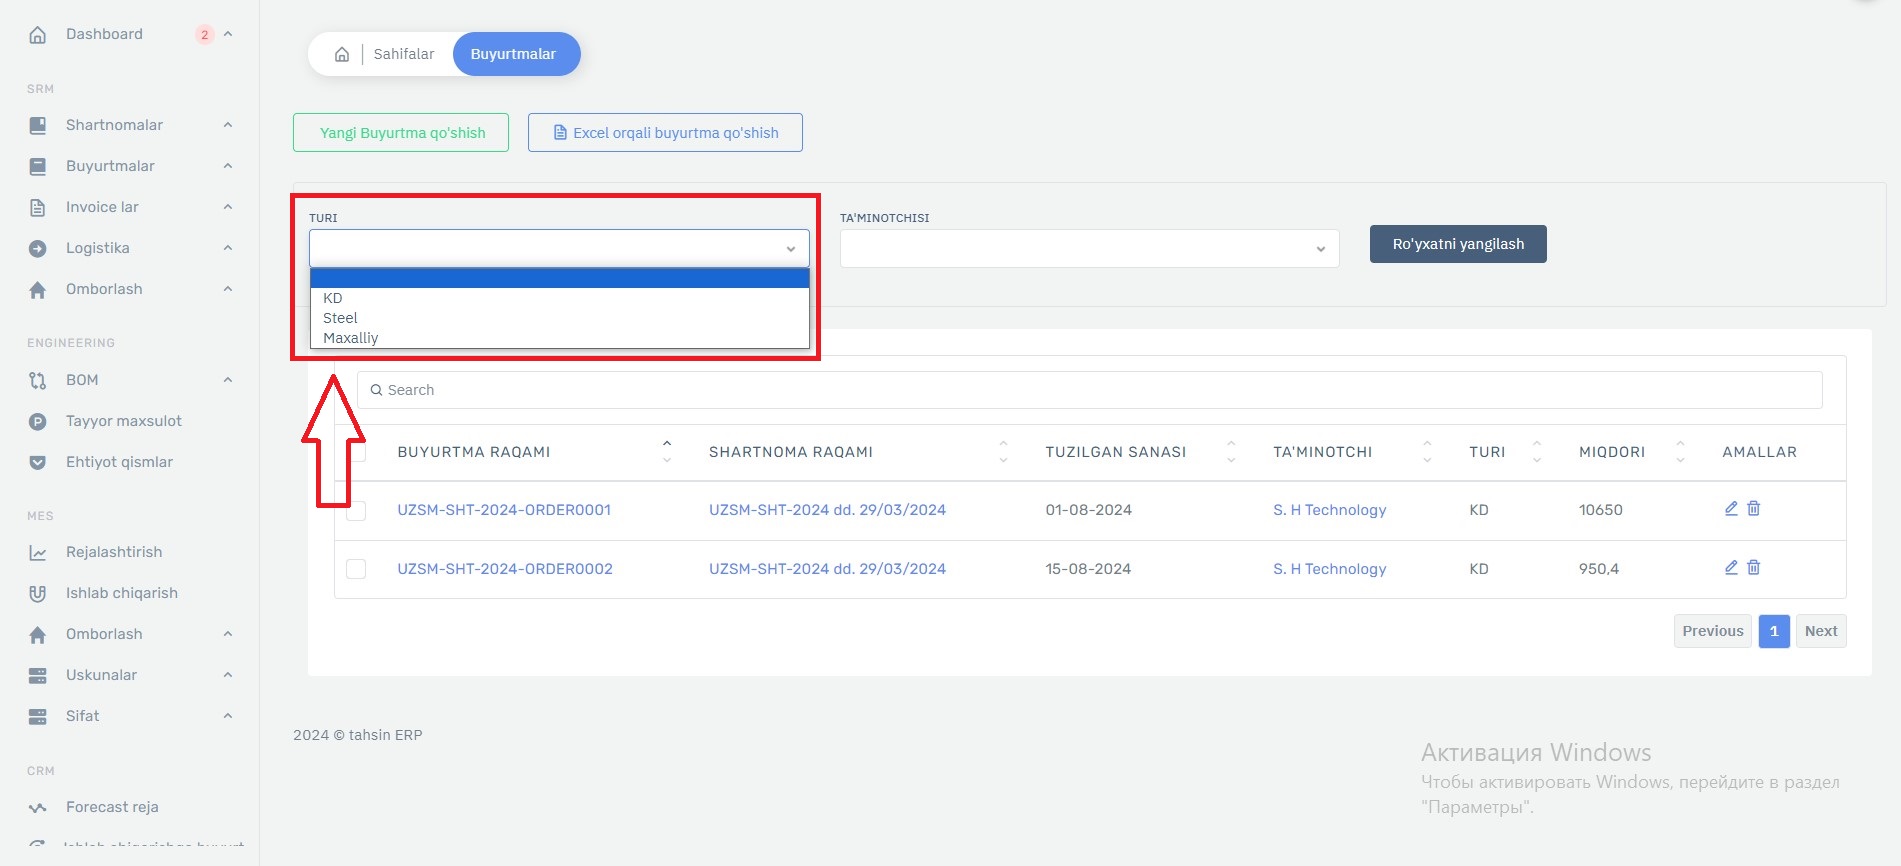 Dashboard 2
SRM
Shartnomalar
Buyurtmalar
Invoice lar
Logistika
Omborlash
ENGINEERING
BOM
Tayyor maxsulot
Ehtiyot qismlar
MES
Rejalashtirish
Ishlab chiqarish
Omborlash
Uskunalar
Sifat
CRM
Forecast reja
Sahifalar Buyurtmalar
Yangi Buyurtma qo'shish Excel orqali buyurtma qo'shish
TURI TA'MINOTCHISI
Ro'yxatni yangilash
KD
Steel
Maxalliy
Search
BUYURTMA RAQAMI SHARTNOMA RAQAMI TUZILGAN SANASI TA'MINOTCHI TURI MIQDORI AMALLAR
UZSM-SHT-2024-ORDER0001 UZSM-SHT-2024 dd. 29/03/2024 01-08-2024 S. H Technology KD 10650
UZSM-SHT-2024-ORDER0002 UZSM-SHT-2024 dd. 29/03/2024 15-08-2024 S. H Technology KD 950,4
Previous 1 Next
2024 © tahsin ERP
Активация Windows
Чтобы активировать Windows, перейдите в раздел
"Параметры".